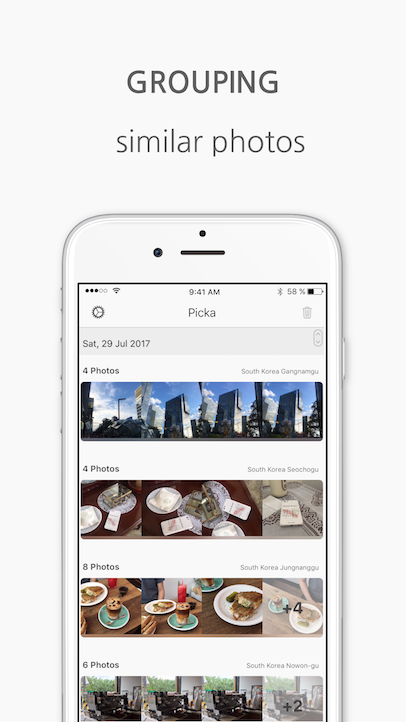 GROUPING
similar photos
9:41 AM
58 %
Picka
Sat, 29 Jul 2017
4 Photos
South Korea Gangnamgu
4 Photos
South Korea Seochogu
8 Photos
South Korea Jungnanggu
+4
6 Photos
South Korea Nowon-gu
+2